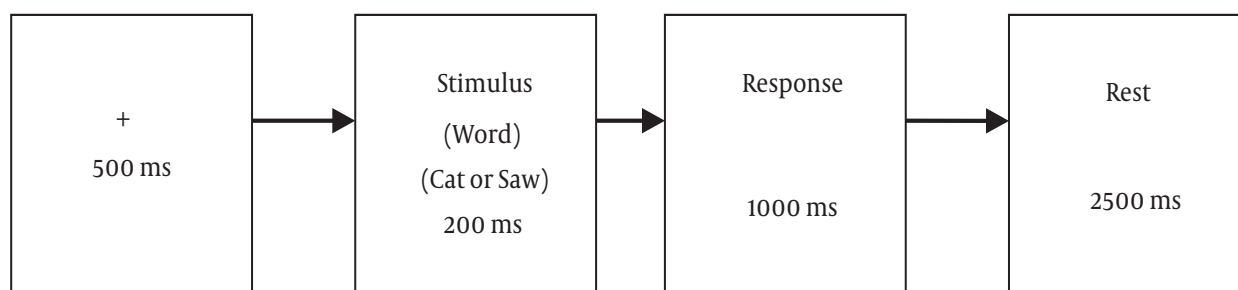 +
500 ms
Stimulus
(Word)
(Cat or Saw)
200 ms
Response
1000 ms
Rest
2500 ms